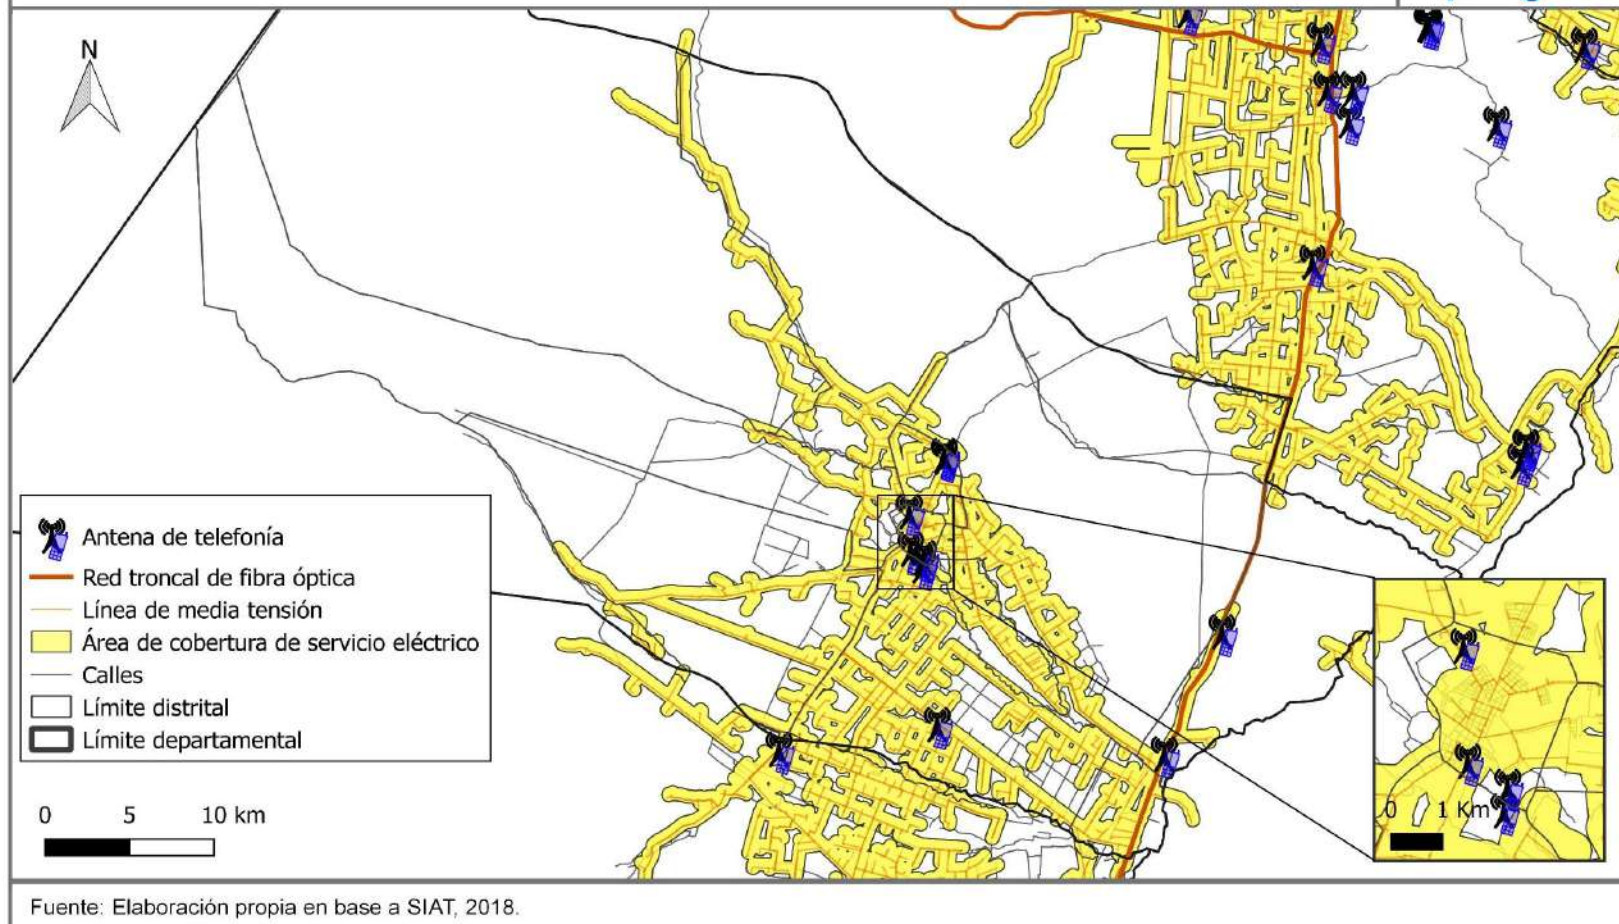 N
Antena de telefonía
Red troncal de fibra óptica
Línea de media tensión
Área de cobertura de servicio eléctrico
Calles
Límite distrital
Límite departamental
0 5 10 km
0 1 Km
Fuente: Elaboración propia en base a SIAT, 2018.